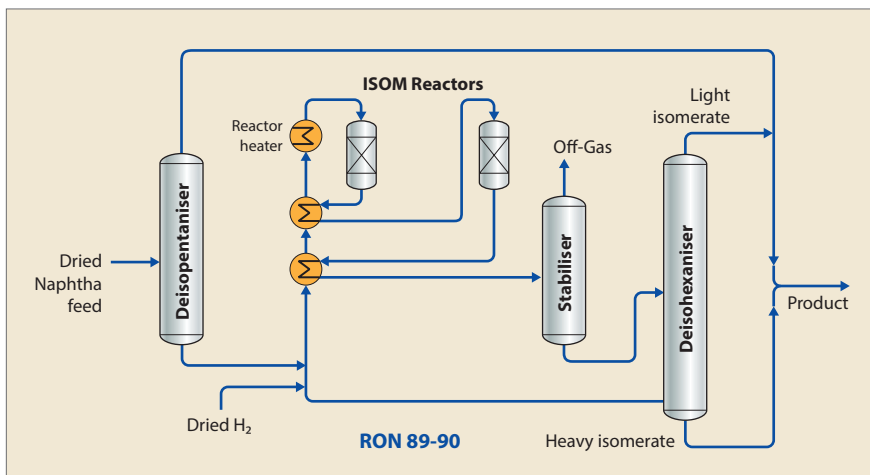 ISOM Reactors
Reactor
heater
Light
isomerate
Off-Gas
Deisopentaniser
Dried
Naphtha
feed
Stabiliser
Deisohexaniser
Product
Dried H₂
RON 89-90
Heavy isomerate